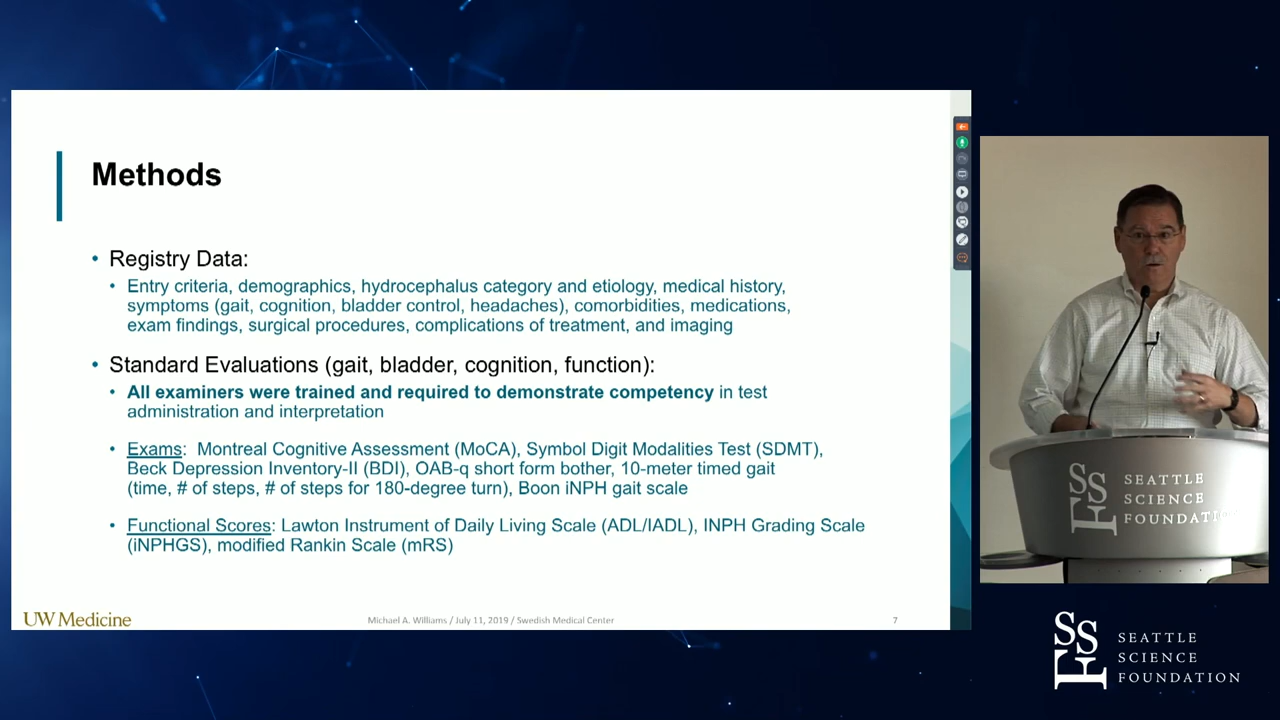 Methods
• Registry Data:
• Entry criteria, demographics, hydrocephalus category and etiology, medical history,
symptoms (gait, cognition, bladder control, headaches), comorbidities, medications,
exam findings, surgical procedures, complications of treatment, and imaging
• Standard Evaluations (gait, bladder, cognition, function):
• All examiners were trained and required to demonstrate competency in test
administration and interpretation
• Exams: Montreal Cognitive Assessment (MoCA), Symbol Digit Modalities Test (SDMT),
Beck Depression Inventory-II (BDI), OAB-q short form bother, 10-meter timed gait
(time, # of steps, # of steps for 180-degree turn), Boon iNPH gait scale
• Functional Scores: Lawton Instrument of Daily Living Scale (ADL/IADL), INPH Grading Scale
(iNPHGS), modified Rankin Scale (mRS)
UW Medicine
Michael A. Williams / July 11, 2019 / Swedish Medical Center
7
SSF
SEATTLE
SCIENCE
FOUNDATION
SSF
SEATTLE
SCIENCE
FOUNDATION